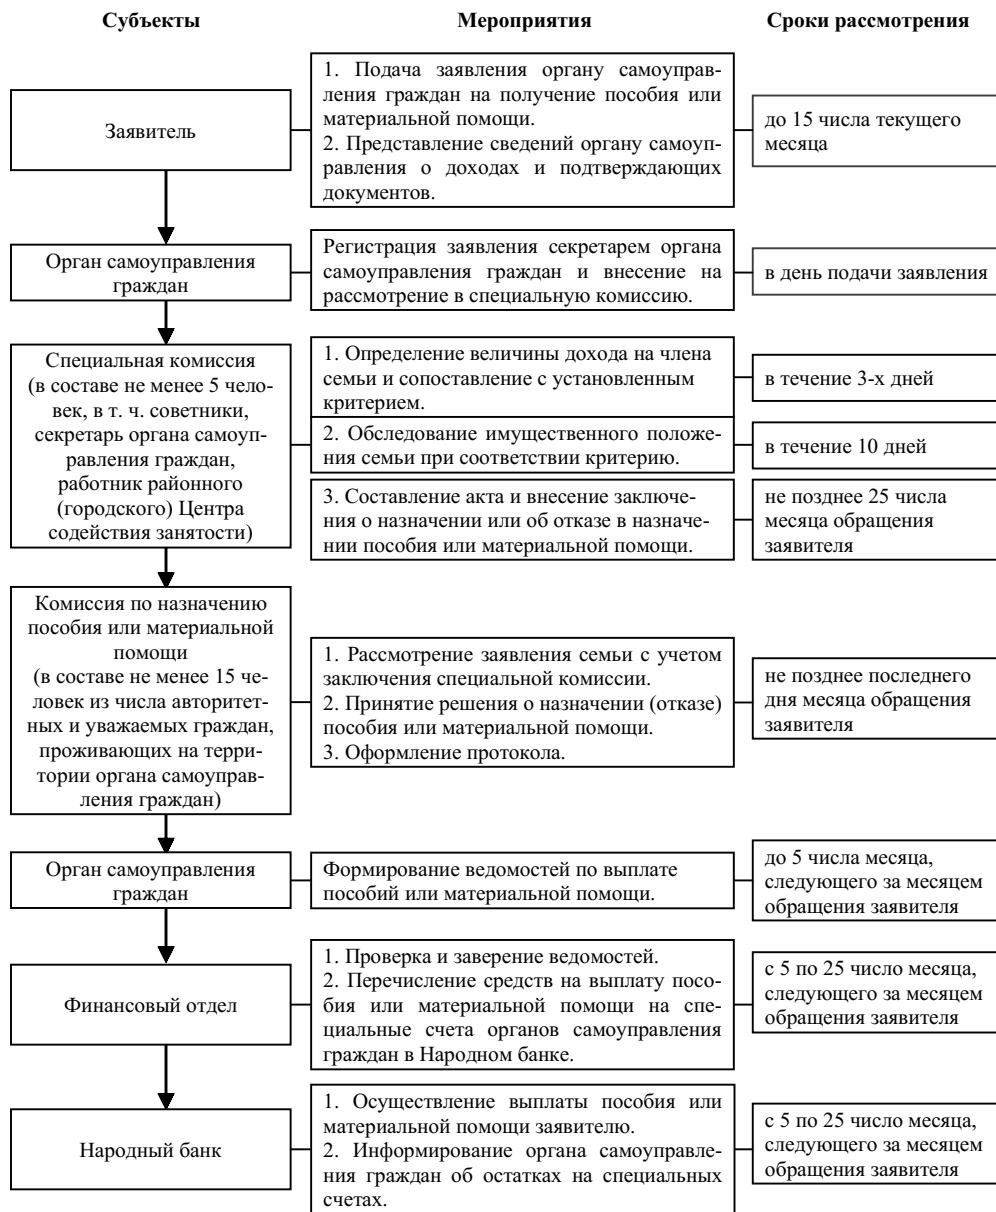 Субъекты
Мероприятия
Сроки рассмотрения
Заявитель
1. Подача заявления органу самоуправ-
ления граждан на получение пособия или
материальной помощи.
2. Представление сведений органу самоуп-
равления о доходах и подтверждающих
документов.
до 15 числа текущего
месяца
Орган самоуправления
граждан
Регистрация заявления секретарем органа
самоуправления граждан и внесение на
рассмотрение в специальную комиссию.
в день подачи заявления
Специальная комиссия
(в составе не менее 5 чело-
век, в т. ч. советники,
секретарь органа самоуп-
равления граждан,
работник районного
(городского) Центра
содействия занятости)
1. Определение величины дохода на члена
семьи и сопоставление с установленным
критерием.
в течение 3-х дней
2. Обследование имущественного положе-
ния семьи при соответствии критерию.
в течение 10 дней
3. Составление акта и внесение заключе-
ния о назначении или об отказе в назначе-
нии пособия или материальной помощи.
не позднее 25 числа
месяца обращения
заявителя
Комиссия по назначению
пособия или материальной
помощи
(в составе не менее 15 че-
ловек из числа авторитет-
ных и уважаемых граждан,
проживающих на терри-
тории органа самоуправ-
ления граждан)
1. Рассмотрение заявления семьи с учетом
заключения специальной комиссии.
2. Принятие решения о назначении (отказе)
пособия или материальной помощи.
3. Оформление протокола.
не позднее последнего
дня месяца обращения
заявителя
Орган самоуправления
граждан
Формирование ведомостей по выплате
пособий или материальной помощи.
до 5 числа месяца,
следующего за месяцем
обращения заявителя
Финансовый отдел
1. Проверка и заверение ведомостей.
2. Перечисление средств на выплату посо-
бия или материальной помощи на спе-
циальные счета органов самоуправления
граждан в Народном банке.
с 5 по 25 число месяца,
следующего за месяцем
обращения заявителя
Народный банк
1. Осуществление выплаты пособия или
материальной помощи заявителю.
2. Информирование органа самоуправле-
ния граждан об остатках на специальных
счетах.
с 5 по 25 число месяца,
следующего за месяцем
обращения заявителя